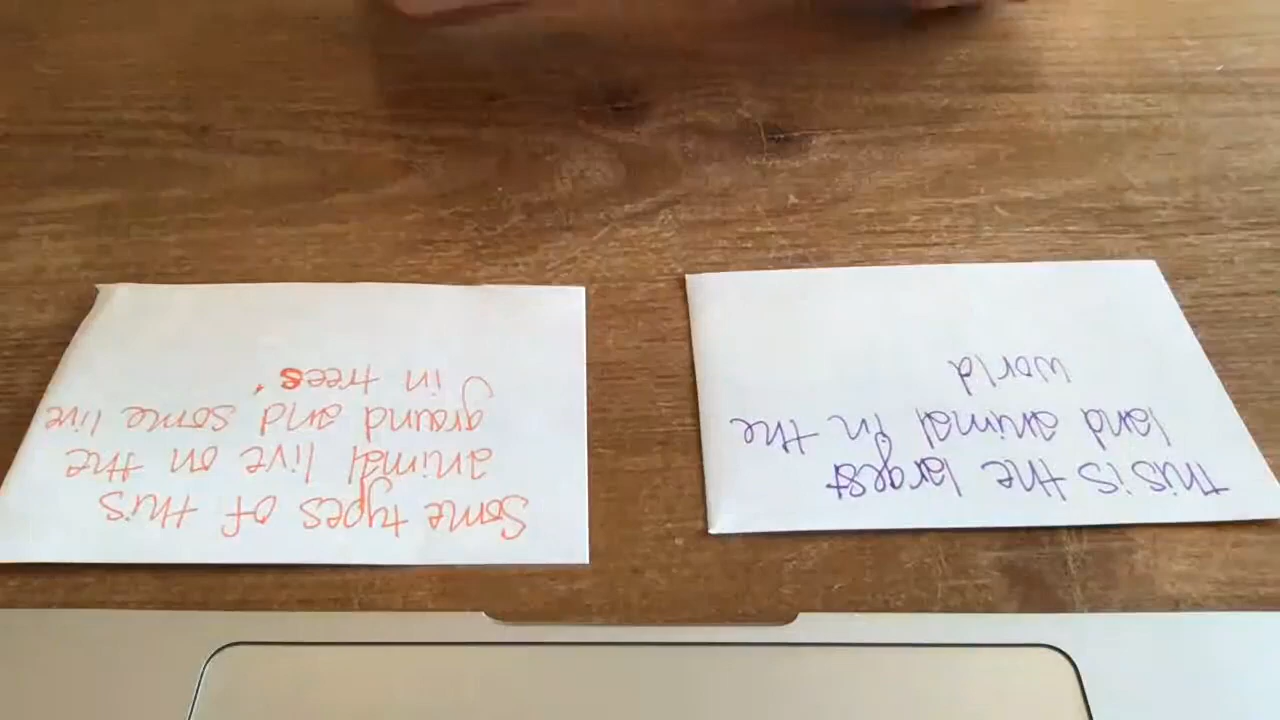 Some types of this
animal live on the
ground and some live
in trees.
This is the largest
land animal in the
world